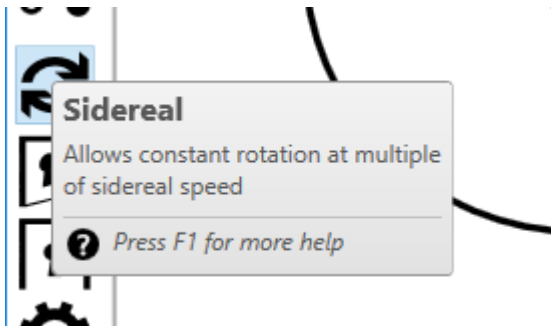 Sidereal
Allows constant rotation at multiple
of sidereal speed
Press F1 for more help